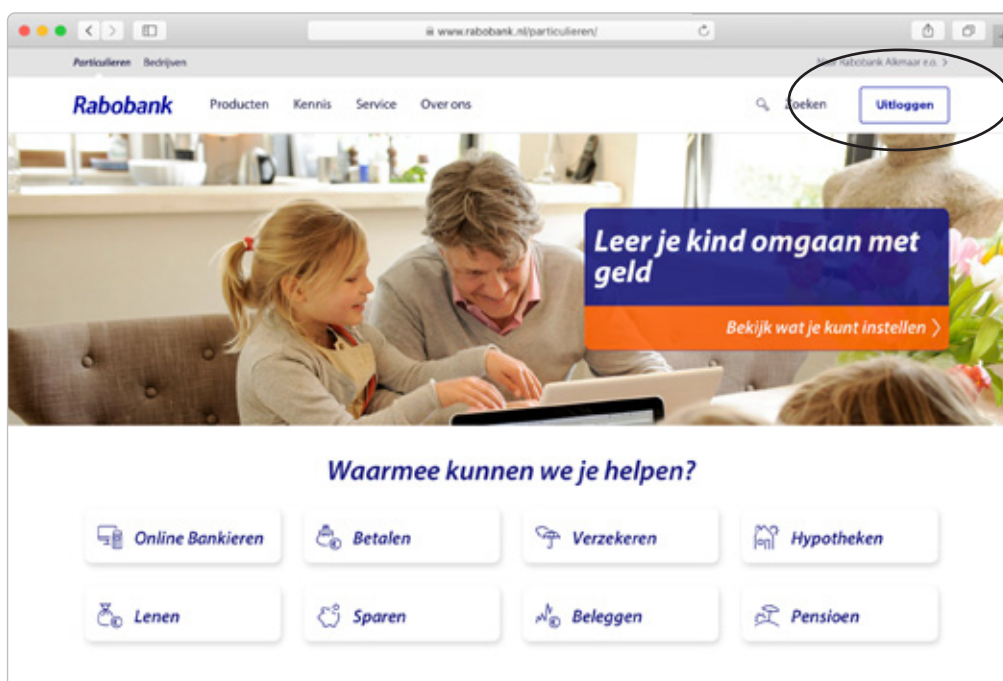 www.rabobank.nl/particulieren/
Particulieren Bedrijven
Naar Rabobank Alkmaar e.o. >
Rabobank Producten Kennis Service Over ons Zoeken Uitloggen
Leer je kind omgaan met
geld
Bekijk wat je kunt instellen >
Waarmee kunnen we je helpen?
Online Bankieren Betalen Verzekeren Hypotheken
Lenen Sparen Beleggen Pensioen